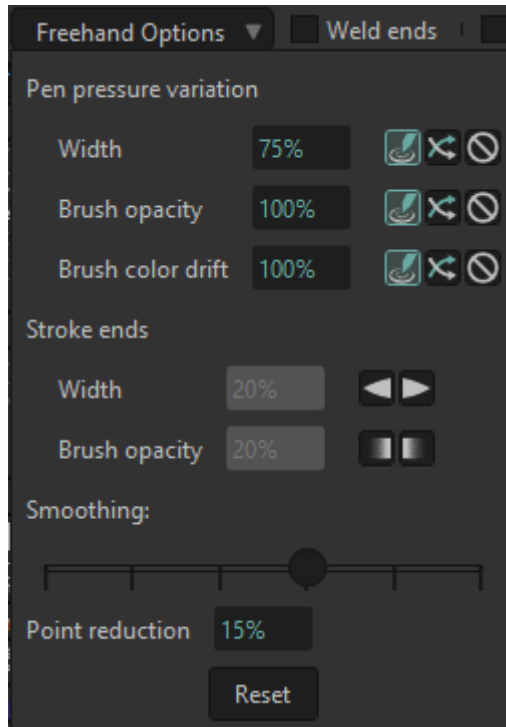 Freehand Options Weld ends
Pen pressure variation
Width 75%
Brush opacity 100%
Brush color drift 100%
Stroke ends
Width 20%
Brush opacity 20%
Smoothing:
Point reduction 15%
Reset